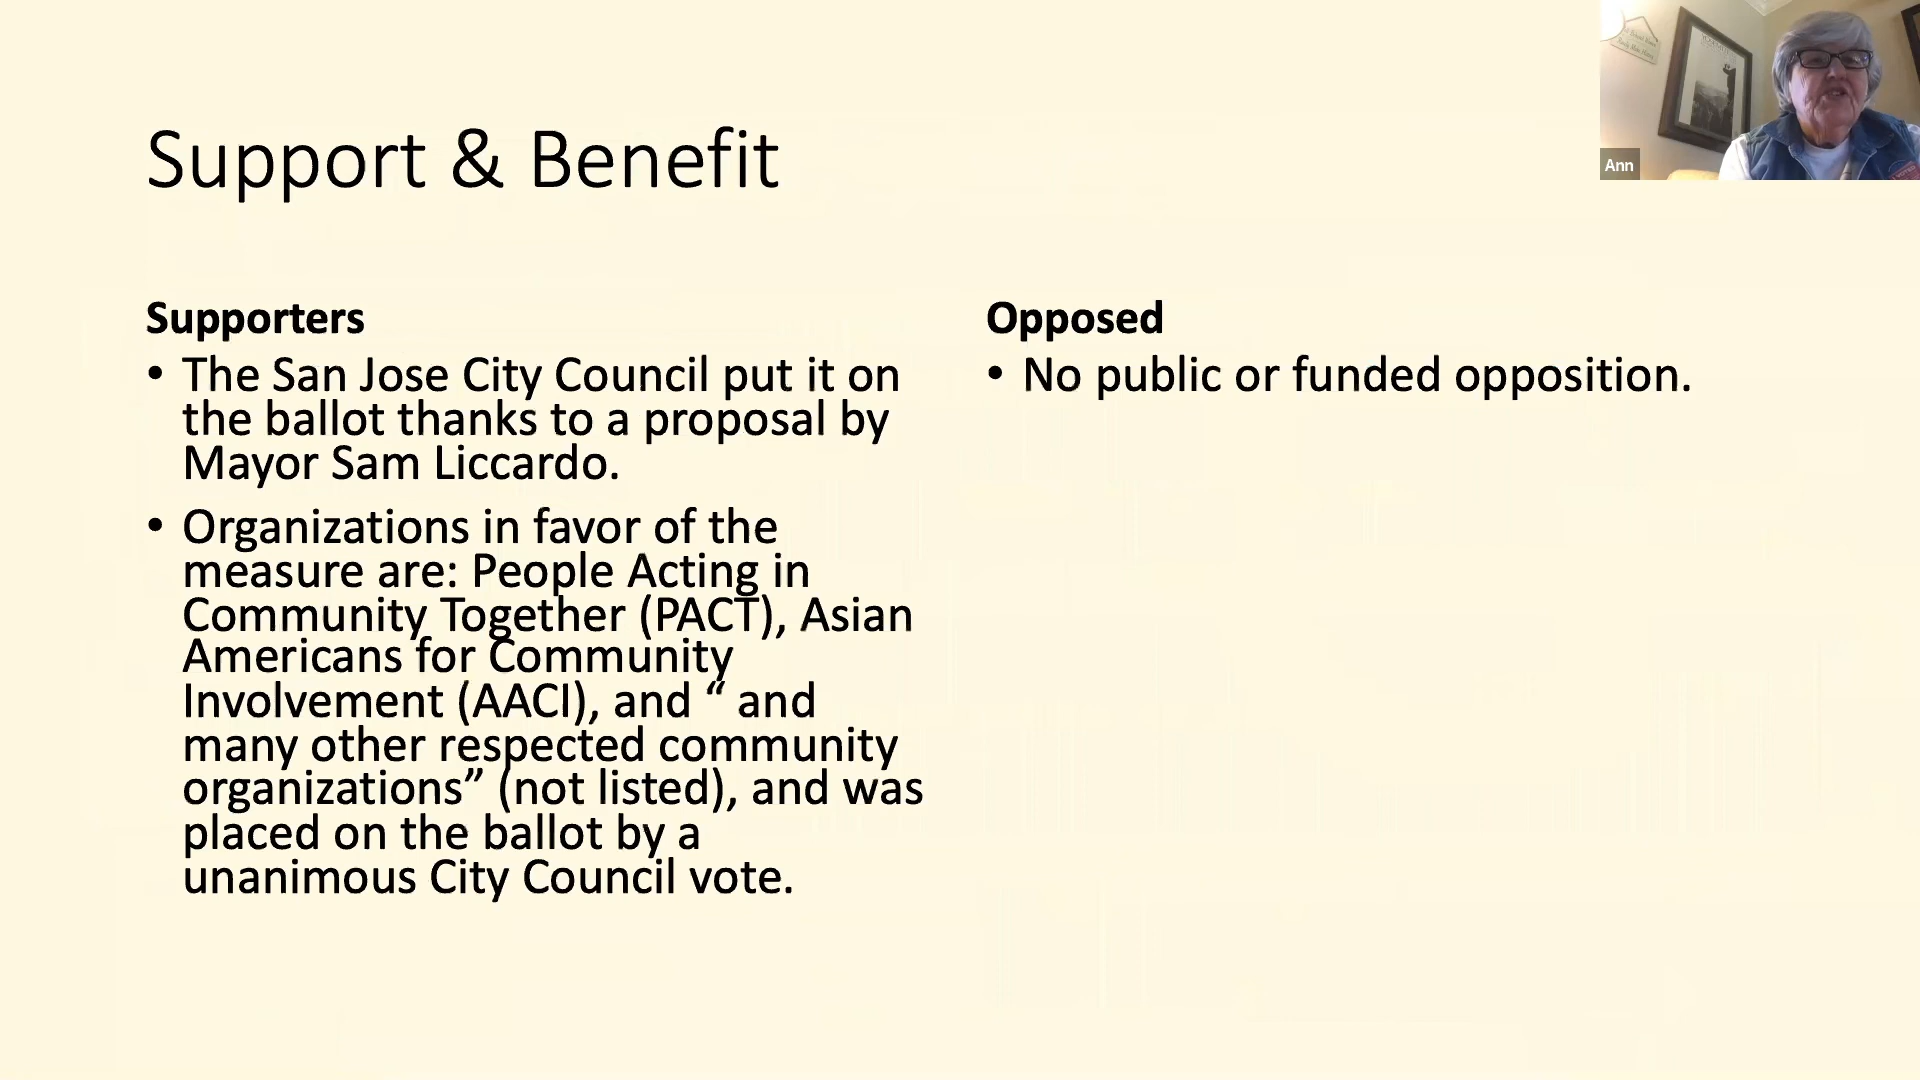 Support & Benefit
Supporters
• The San Jose City Council put it on
the ballot thanks to a proposal by
Mayor Sam Liccardo.
• Organizations in favor of the
measure are: People Acting in
Community Together (PACT), Asian
Americans for Community
Involvement (AACI), and “ and
many other respected community
organizations” (not listed), and was
placed on the ballot by a
unanimous City Council vote.
Opposed
• No public or funded opposition.
Ann